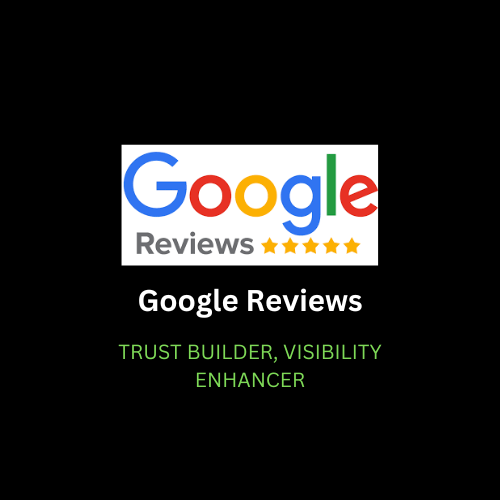 Google
Reviews
Google Reviews
TRUST BUILDER, VISIBILITY
ENHANCER